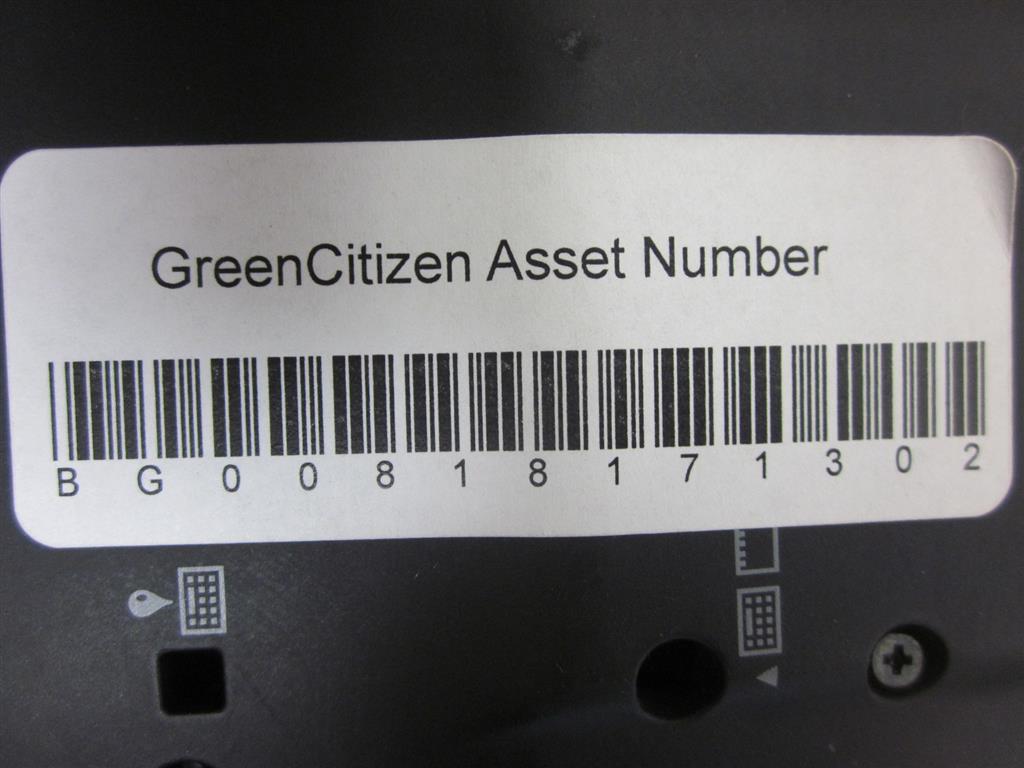 GreenCitizen Asset Number
B G 0 0 8 1 8 1 7 1 3 0 2